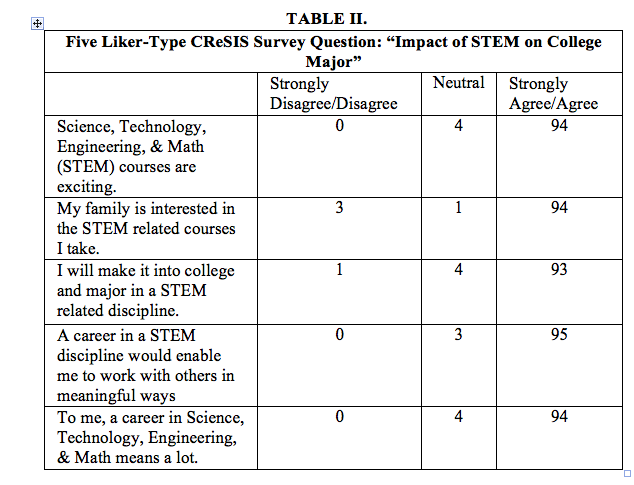 TABLE II.
Five Liker-Type CReSIS Survey Question: “Impact of STEM on College
Major”
Strongly
Disagree/Disagree
Neutral
Strongly
Agree/Agree
Science, Technology,
Engineering, & Math
(STEM) courses are
exciting.
0
4
94
My family is interested in
the STEM related courses
I take.
3
1
94
I will make it into college
and major in a STEM
related discipline.
1
4
93
A career in a STEM
discipline would enable
me to work with others in
meaningful ways
0
3
95
To me, a career in Science,
Technology, Engineering,
& Math means a lot.
0
4
94